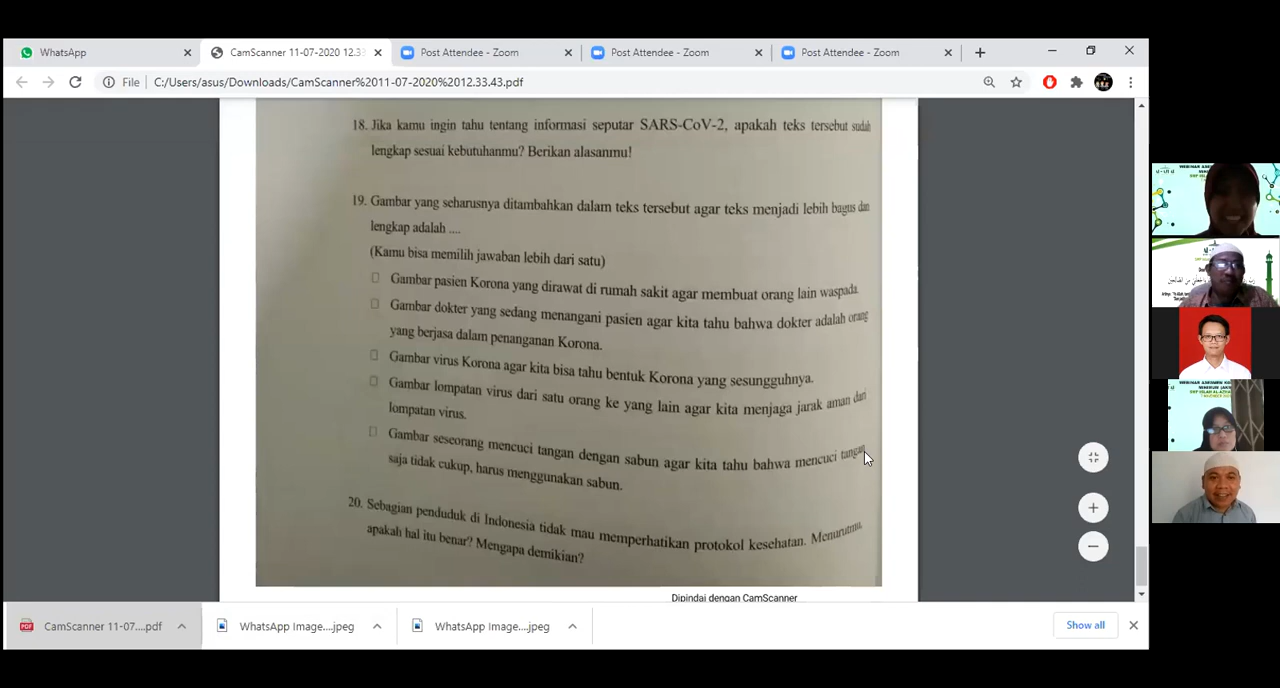 WhatsApp
CamScanner 11-07-2020 12.33
Post Attendee - Zoom
Post Attendee - Zoom
Post Attendee - Zoom
File
C:/Users/asus/Downloads/CamScanner%2011-07-2020%2012.33.43.pdf
18. Jika kamu ingin tahu tentang informasi seputar SARS-CoV-2, apakah teks tersebut sudah
lengkap sesuai kebutuhanmu? Berikan alasanmu!
19. Gambar yang seharusnya ditambahkan dalam teks tersebut agar teks menjadi lebih bagus dan
lengkap adalah ....
(Kamu bisa memilih jawaban lebih dari satu)
Gambar pasien Korona yang dirawat di rumah sakit agar membuat orang lain waspada.
Gambar dokter yang sedang menangani pasien agar kita tahu bahwa dokter adalah orang
yang berjasa dalam penanganan Korona.
Gambar virus Korona agar kita bisa tahu bentuk Korona yang sesungguhnya.
Gambar lompatan virus dari satu orang ke yang lain agar kita menjaga jarak aman dari
lompatan virus.
Gambar seseorang mencuci tangan dengan sabun agar kita tahu bahwa mencuci tangan
saja tidak cukup, harus menggunakan sabun.
20. Sebagian penduduk di Indonesia tidak mau memperhatikan protokol kesehatan. Menurutmu,
apakah hal itu benar? Mengapa demikian?
Dipindai dengan CamScanner
CamScanner 11-07....pdf
WhatsApp Image....jpeg
WhatsApp Image....jpeg
Show all